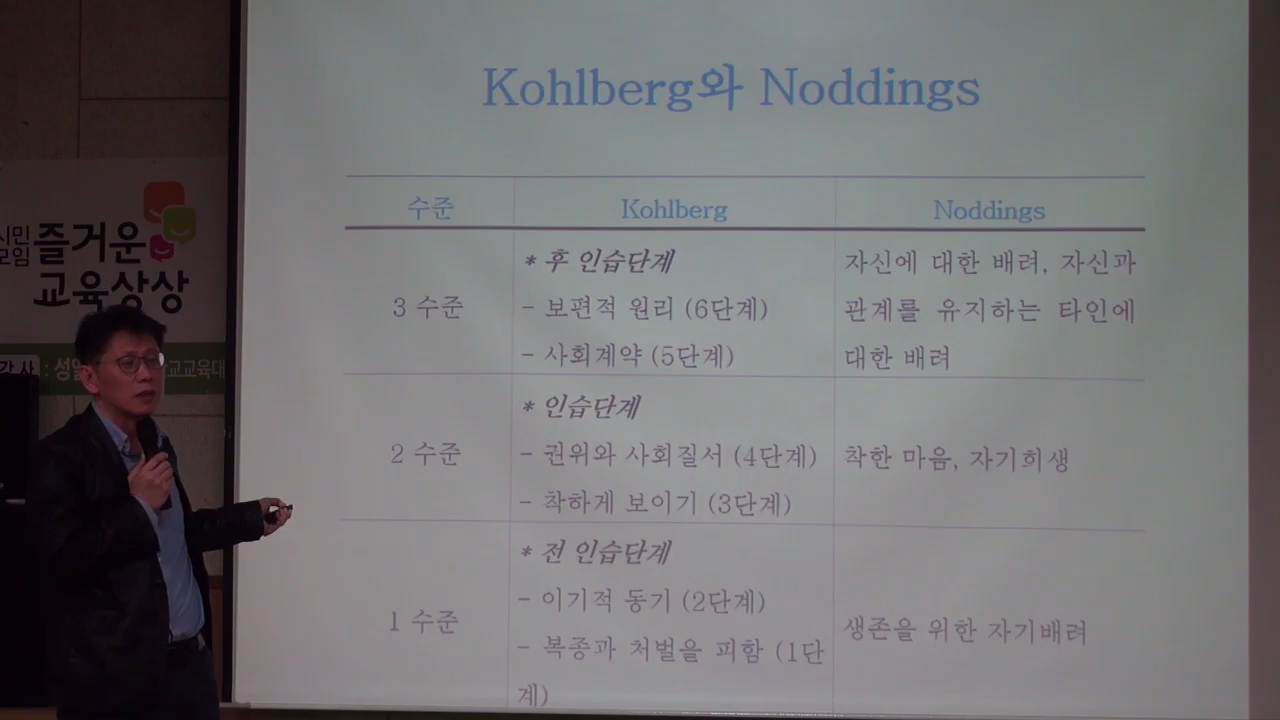 Kohlberg와 Noddings
수준 Kohlberg Noddings
* 후 인습단계
- 보편적 원리 (6단계)
- 사회계약 (5단계)
3 수준
자신에 대한 배려, 자신과
관계를 유지하는 타인에
대한 배려
* 인습단계
- 권위와 사회질서 (4단계)
- 착하게 보이기 (3단계)
2 수준
착한 마음, 자기희생
* 전 인습단계
- 이기적 동기 (2단계)
- 복종과 처벌을 피함 (1단
계)
1 수준
생존을 위한 자기배려
시민
모임
즐거운
교육상상
강사 :
교교육대